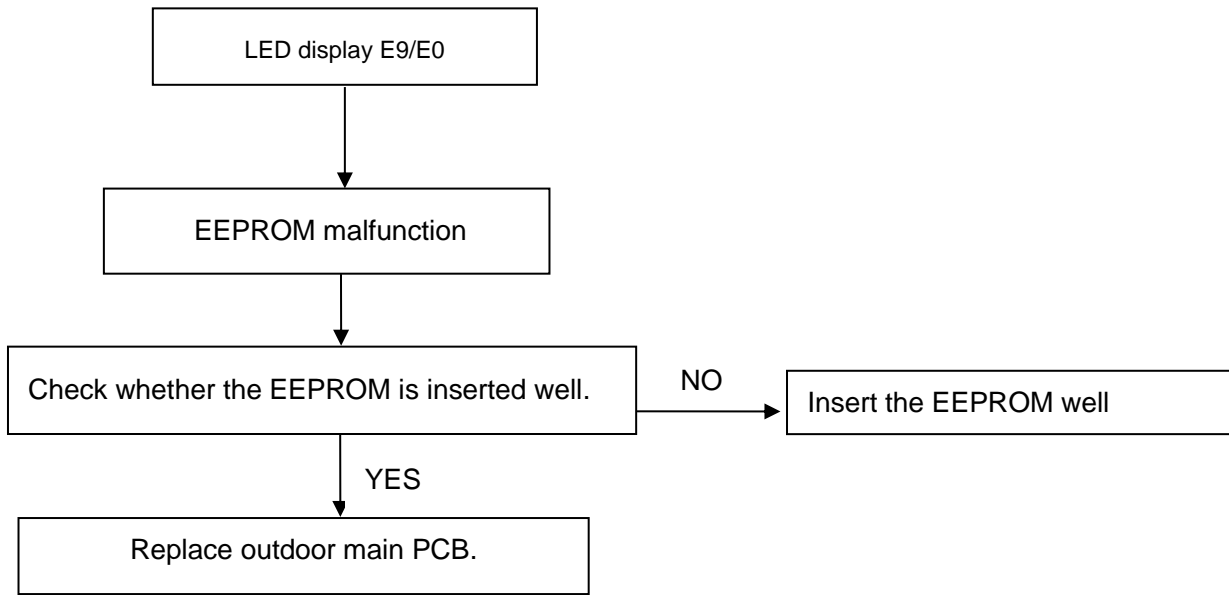 LED display E9/E0
EEPROM malfunction
Check whether the EEPROM is inserted well.
NO
Insert the EEPROM well
YES
Replace outdoor main PCB.